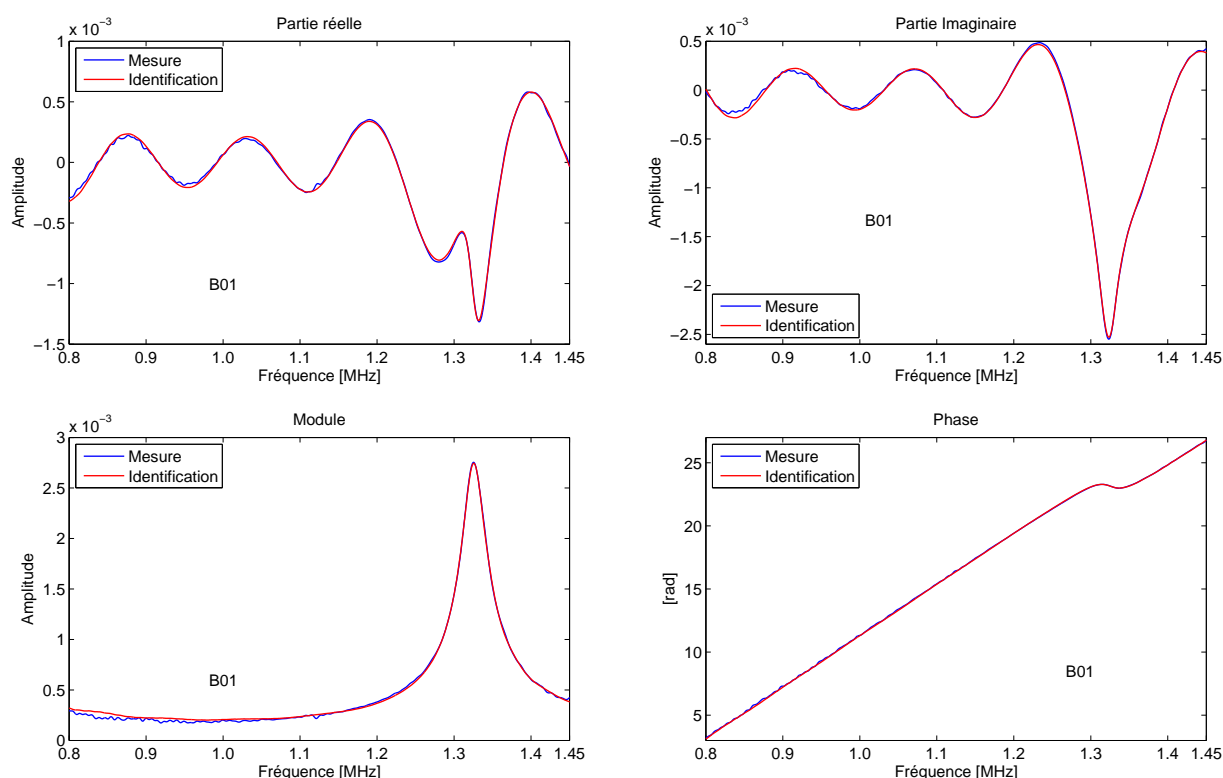 Partie réelle
x 10⁻³
1
0.5
0
−0.5
−1
−1.5
Amplitude
Mesure
Identification
B01
0.8 0.9 1.0 1.1 1.2 1.3 1.4 1.45
Fréquence [MHz]
Partie Imaginaire
x 10⁻³
0.5
0
−0.5
−1
−1.5
−2
−2.5
Amplitude
B01
Mesure
Identification
0.8 0.9 1.0 1.1 1.2 1.3 1.4 1.45
Fréquence [MHz]
Module
x 10⁻³
3
2.5
2
1.5
1
0.5
0
Amplitude
Mesure
Identification
B01
0.8 0.9 1.0 1.1 1.2 1.3 1.4 1.45
Fréquence [MHz]
Phase
25
20
15
10
5
[rad]
Mesure
Identification
B01
0.8 0.9 1.0 1.1 1.2 1.3 1.4 1.45
Fréquence [MHz]